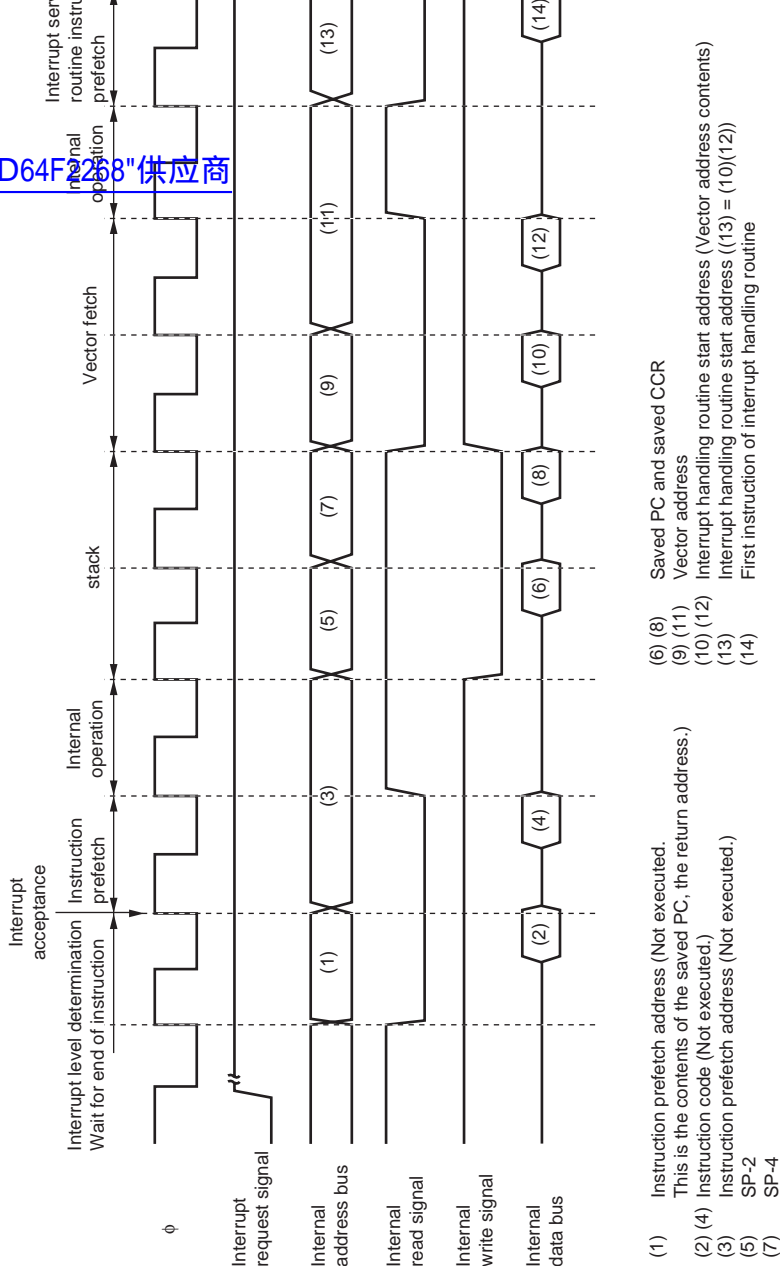 Interrupt
acceptance
Interrupt level determination
Wait for end of instruction
Instruction
prefetch
Internal
operation
stack
Vector fetch
Internal
operation
Interrupt
routine
prefetch
D64F2268"供应商
φ
Interrupt
request signal
Internal
address bus
(1)
(3)
(5)
(7)
(9)
(11)
(13)
Internal
read signal
Internal
write signal
Internal
data bus
(2)
(4)
(6)
(8)
(10)
(12)
(14)
(1) Instruction prefetch address (Not executed.
This is the contents of the saved PC, the return address.)
(2) (4) Instruction code (Not executed.)
(3) Instruction prefetch address (Not executed.)
(5) SP-2
(7) SP-4
(6) (8) Saved PC and saved CCR
(9) (11) Vector address
(10) (12) Interrupt handling routine start address (Vector address contents)
(13) Interrupt handling routine start address ((13) = (10)(12))
(14) First instruction of interrupt handling routine